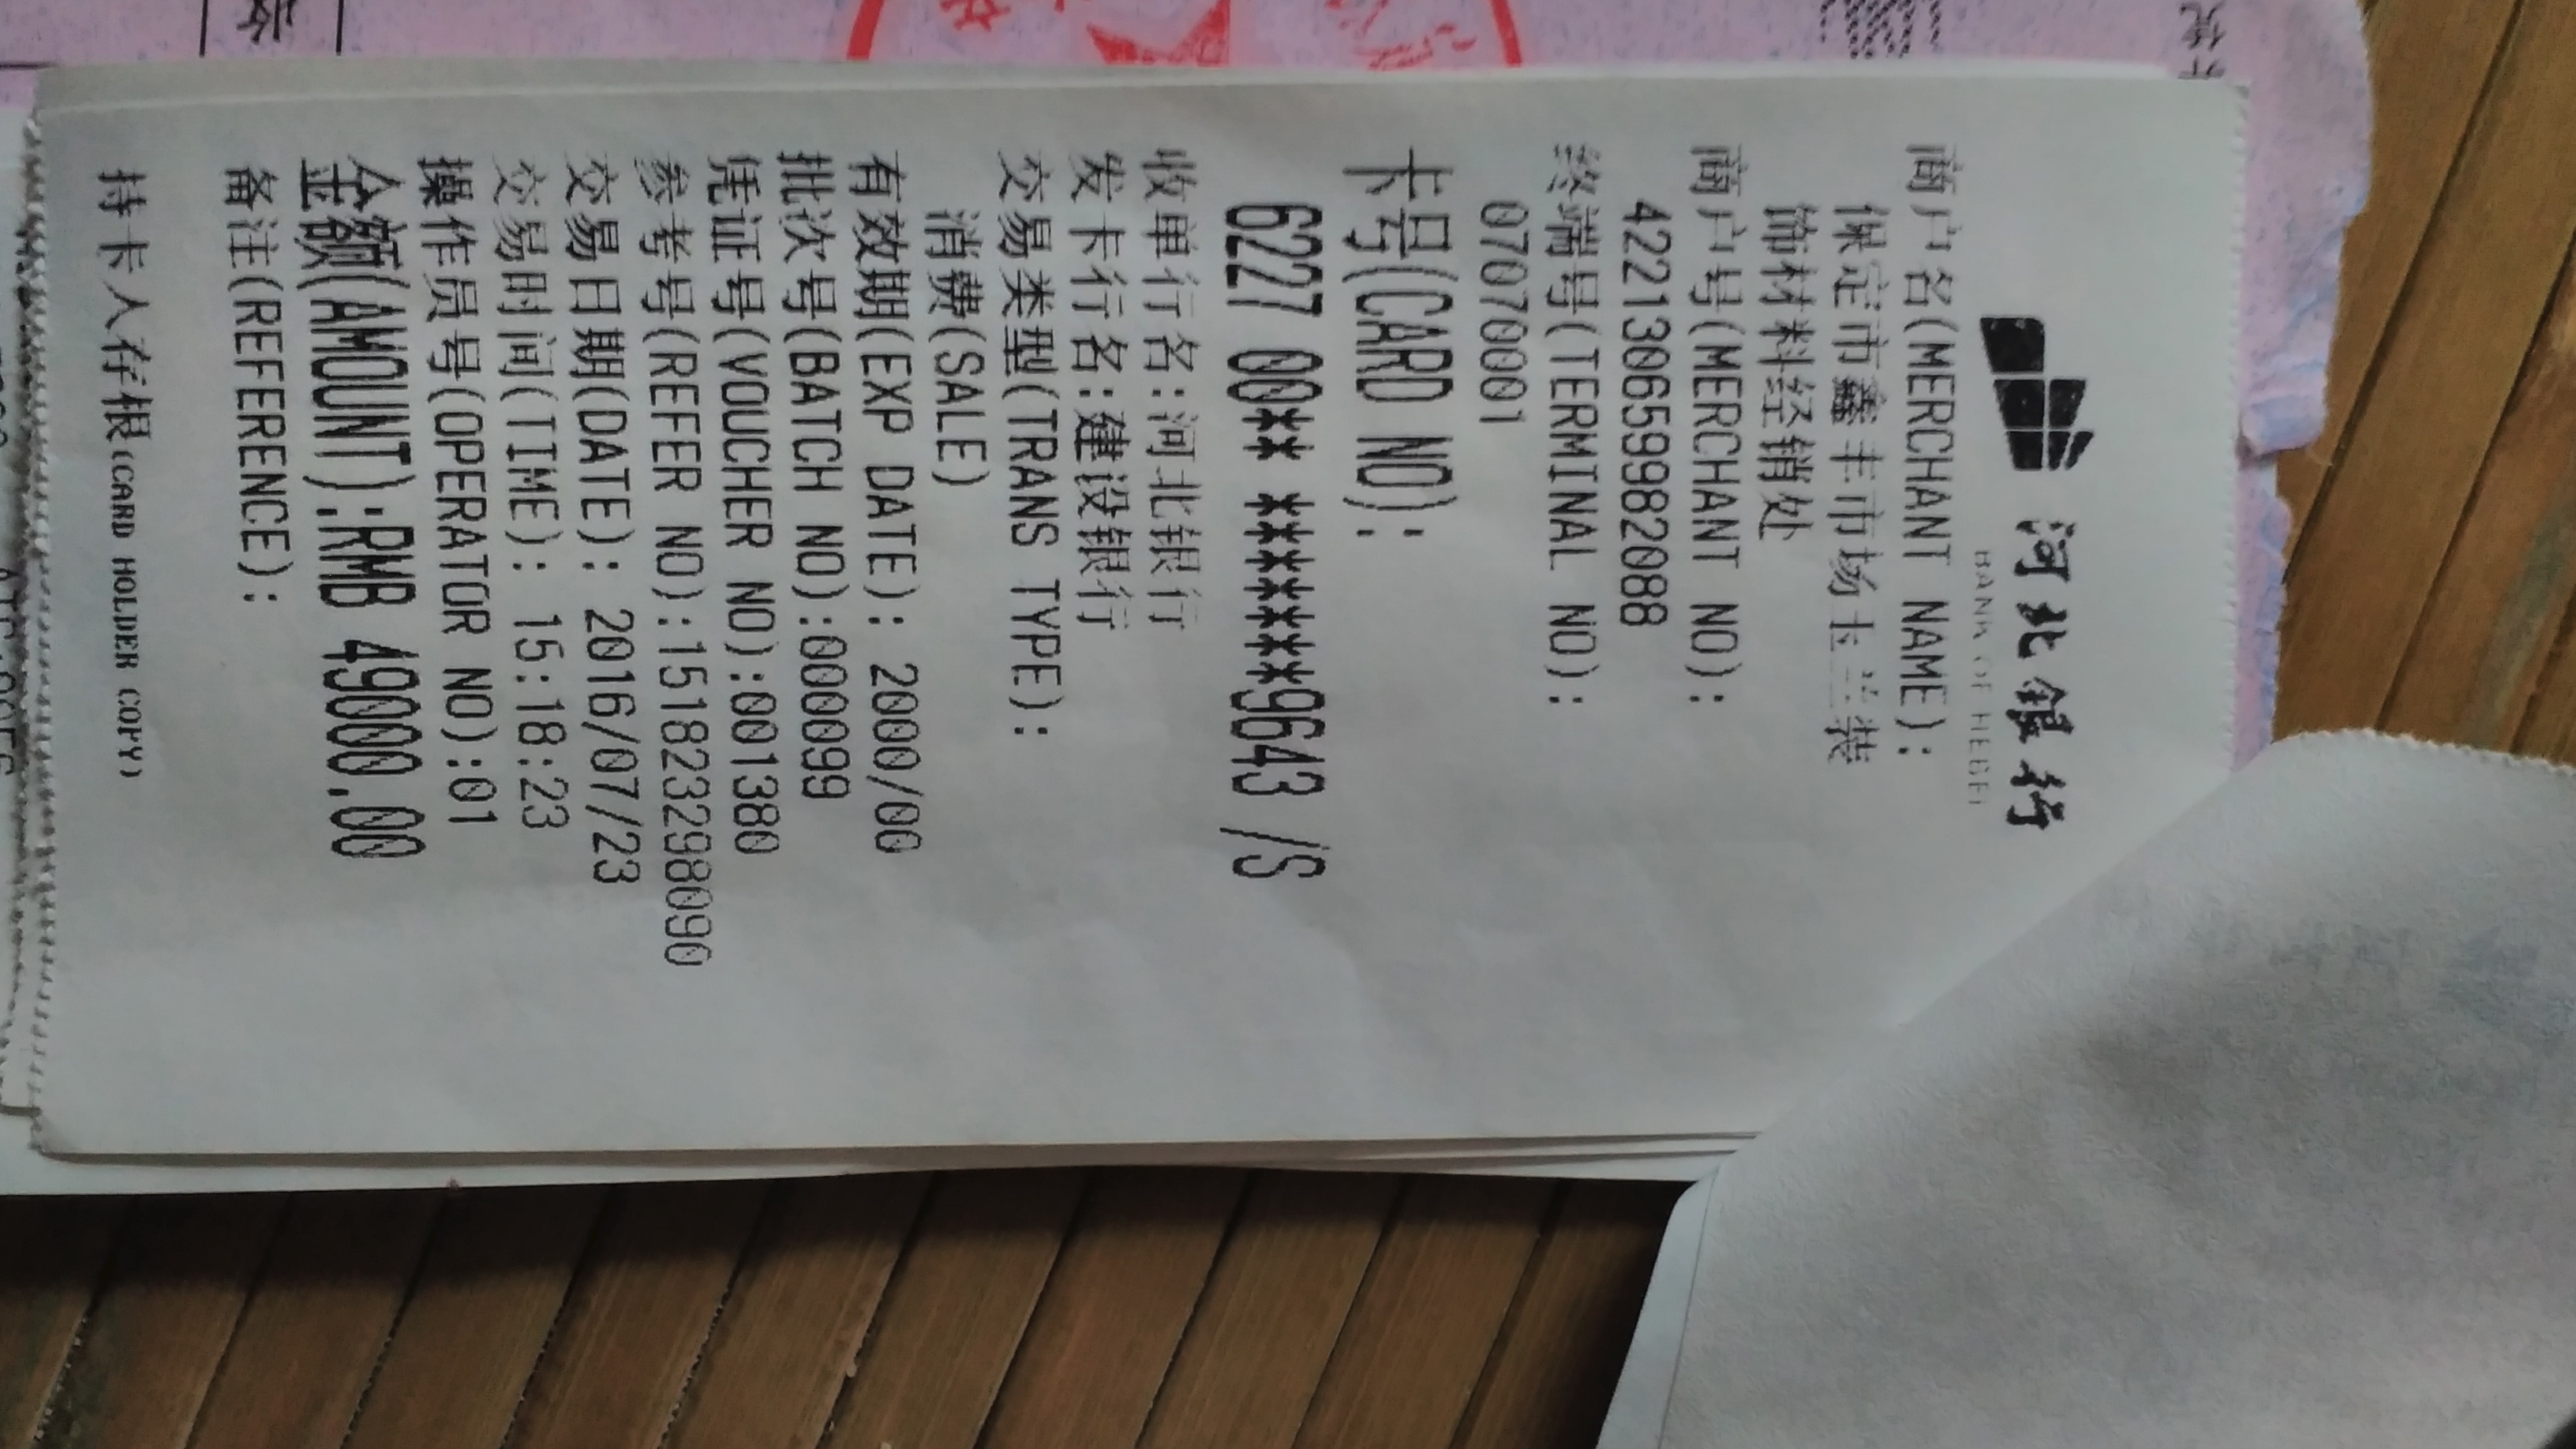 河北银行
BANK OF HEBEI
商户名(MERCHANT NAME):
保定市鑫丰市场玉兰装
饰材料经销处
商户号(MERCHANT NO):
422130659982088
终端号(TERMINAL NO):
07070001
卡号(CARD NO):
6227 00** *******9643 /S
收单行名:河北银行
发卡行名:建设银行
交易类型(TRANS TYPE):
消费(SALE)
有效期(EXP DATE): 2000/00
批次号(BATCH NO):000099
凭证号(VOUCHER NO):001380
参考号(REFER NO):151823298090
交易日期(DATE): 2016/07/23
交易时间(TIME): 15:18:23
操作员号(OPERATOR NO):01
金额(AMOUNT):RMB 49000.00
备注(REFERENCE):
持卡人存根(CARD HOLDER COPY)